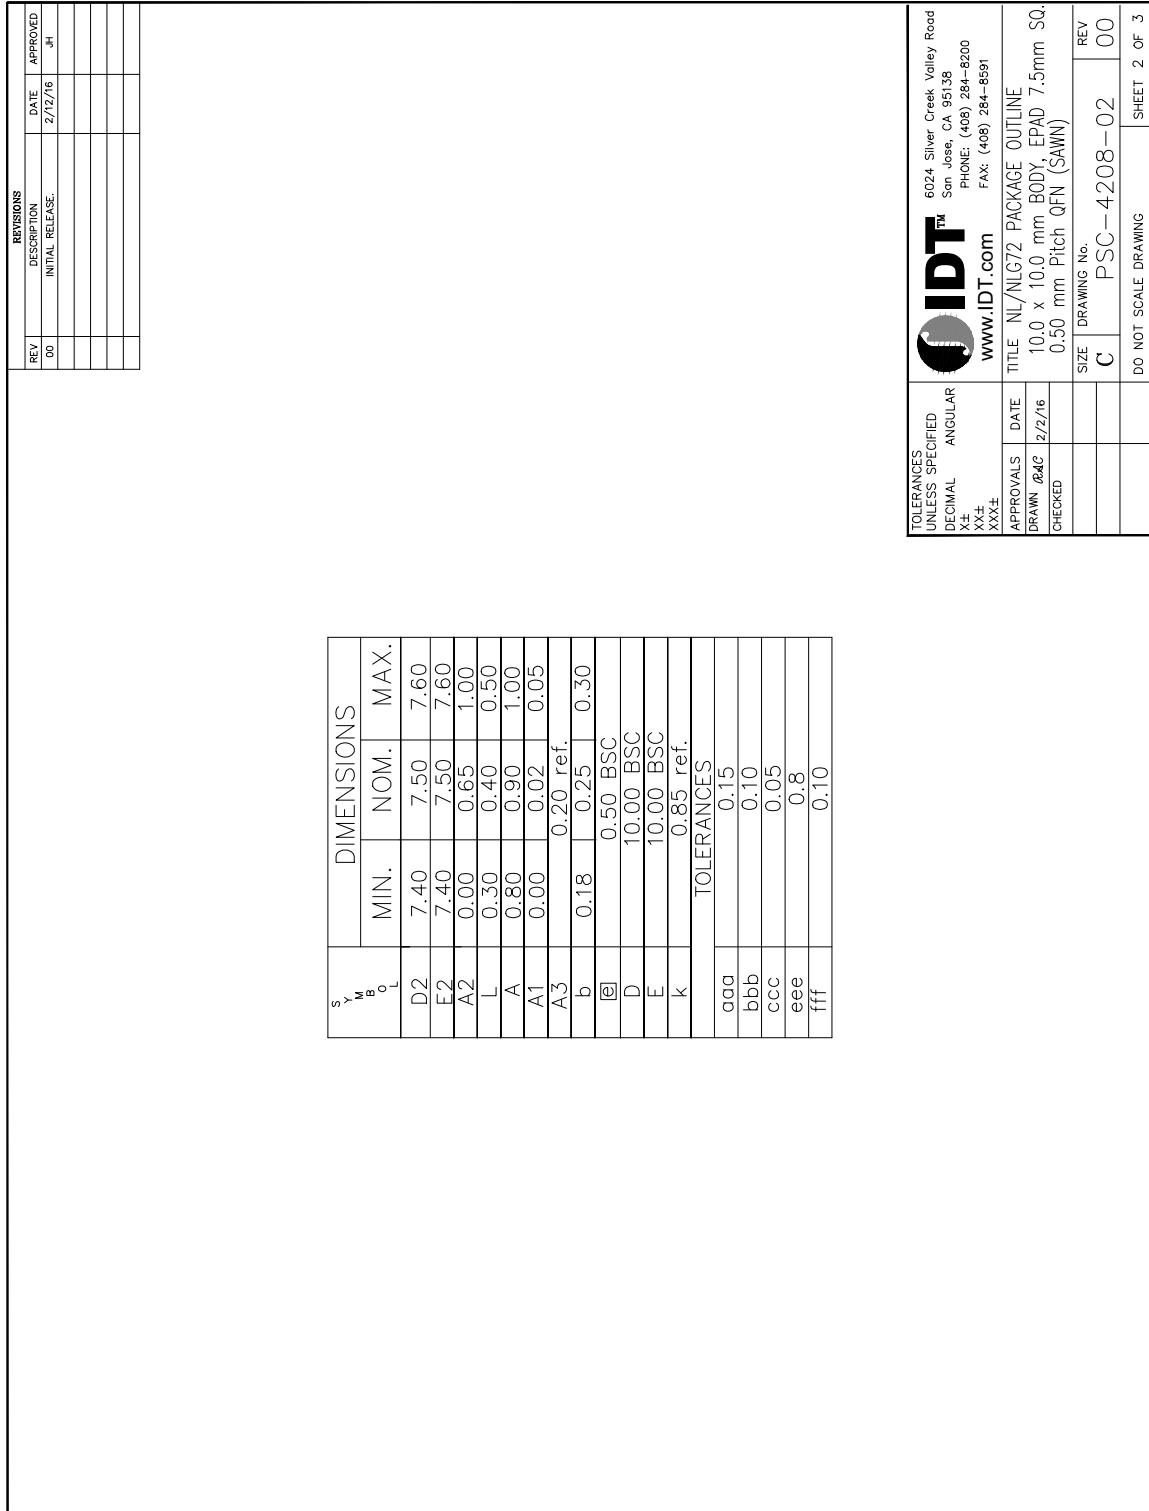 REVISIONS
REV DESCRIPTION DATE APPROVED
00 INITIAL RELEASE. 2/12/16 JH
SYMBOL DIMENSIONS
MIN. NOM. MAX.
D2 7.40 7.50 7.60
E2 7.40 7.50 7.60
A2 0.00 0.65 1.00
L 0.30 0.40 0.50
A 0.80 0.90 1.00
A1 0.00 0.02 0.05
A3 0.20 ref.
b 0.18 0.25 0.30
e 0.50 BSC
D 10.00 BSC
E 10.00 BSC
k 0.85 ref.
TOLERANCES
aaa 0.15
bbb 0.10
ccc 0.05
eee 0.8
fff 0.10
TOLERANCES
UNLESS SPECIFIED
DECIMAL ANGULAR
X±
XX±
XXX±
APPROVALS DATE
DRAWN RAC 2/2/16
CHECKED
IDT™
www.IDT.com
6024 Silver Creek Valley Road
San Jose, CA 95138
PHONE: (408) 284-8200
FAX: (408) 284-8591
TITLE NL/NLG72 PACKAGE OUTLINE
10.0 x 10.0 mm BODY, EPAD 7.5mm SQ.
0.50 mm Pitch QFN (SAWN)
SIZE DRAWING No. REV
C PSC-4208-02 00
DO NOT SCALE DRAWING SHEET 2 OF 3